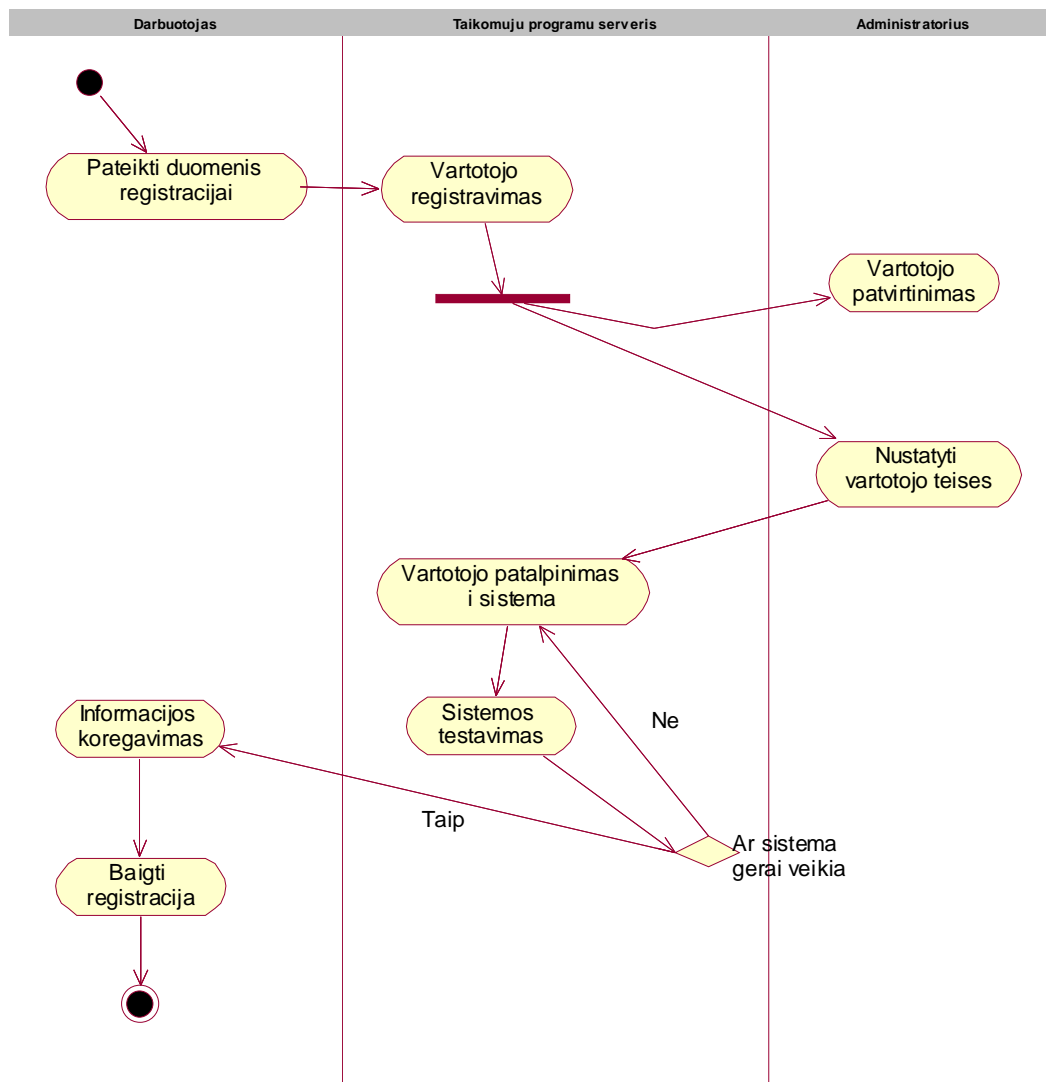 Darbuotojas
Taikomuju programu serveris
Administratorius
Pateikti duomenis
registracijai
Vartotojo
registravimas
Vartotojo
patvirtinimas
Nustatyti
vartotojo teises
Vartotojo patalpinimas
i sistema
Informacijos
koregavimas
Sistemos
testavimas
Ne
Taip
Ar sistema
gerai veikia
Baigti
registracija